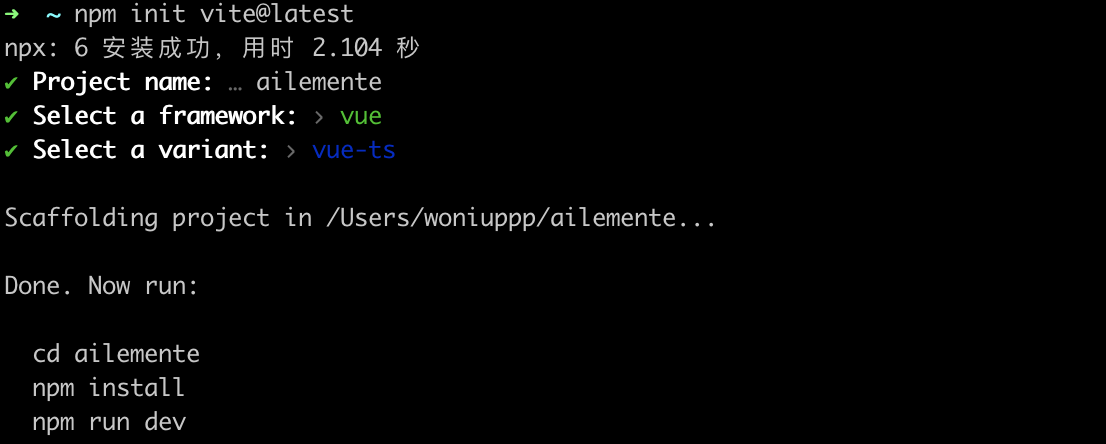 ➜  ~ npm init vite@latest
npx: 6 安装成功，用时 2.104 秒
✔ Project name: … ailemente
✔ Select a framework: › vue
✔ Select a variant: › vue-ts
Scaffolding project in /Users/woniuppp/ailemente...
Done. Now run:
cd ailemente
npm install
npm run dev